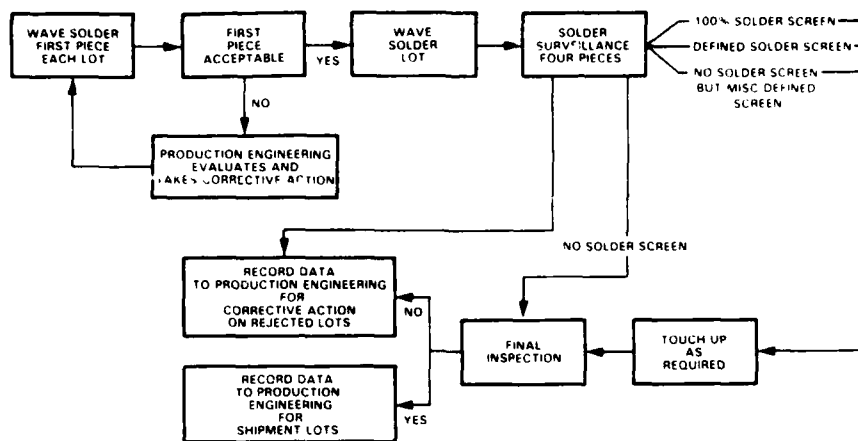 WAVE SOLDER
FIRST PIECE
EACH LOT
FIRST
PIECE
ACCEPTABLE
YES
WAVE
SOLDER
LOT
SOLDER
SURVEILLANCE
FOUR PIECES
100% SOLDER SCREEN
DEFINED SOLDER SCREEN
NO SOLDER SCREEN
BUT MISC DEFINED
SCREEN
NO
PRODUCTION ENGINEERING
EVALUATES AND
TAKES CORRECTIVE ACTION
NO SOLDER SCREEN
RECORD DATA
TO PRODUCTION ENGINEERING
FOR
CORRECTIVE ACTION
ON REJECTED LOTS
NO
FINAL
INSPECTION
TOUCH UP
AS
REQUIRED
RECORD DATA
TO PRODUCTION
ENGINEERING
FOR
SHIPMENT LOTS
YES